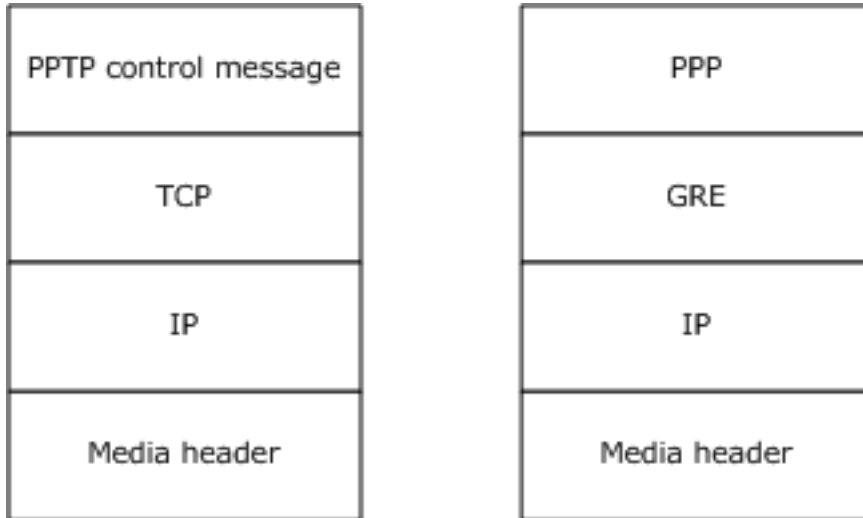 PPTP control message
TCP
IP
Media header
PPP
GRE
IP
Media header